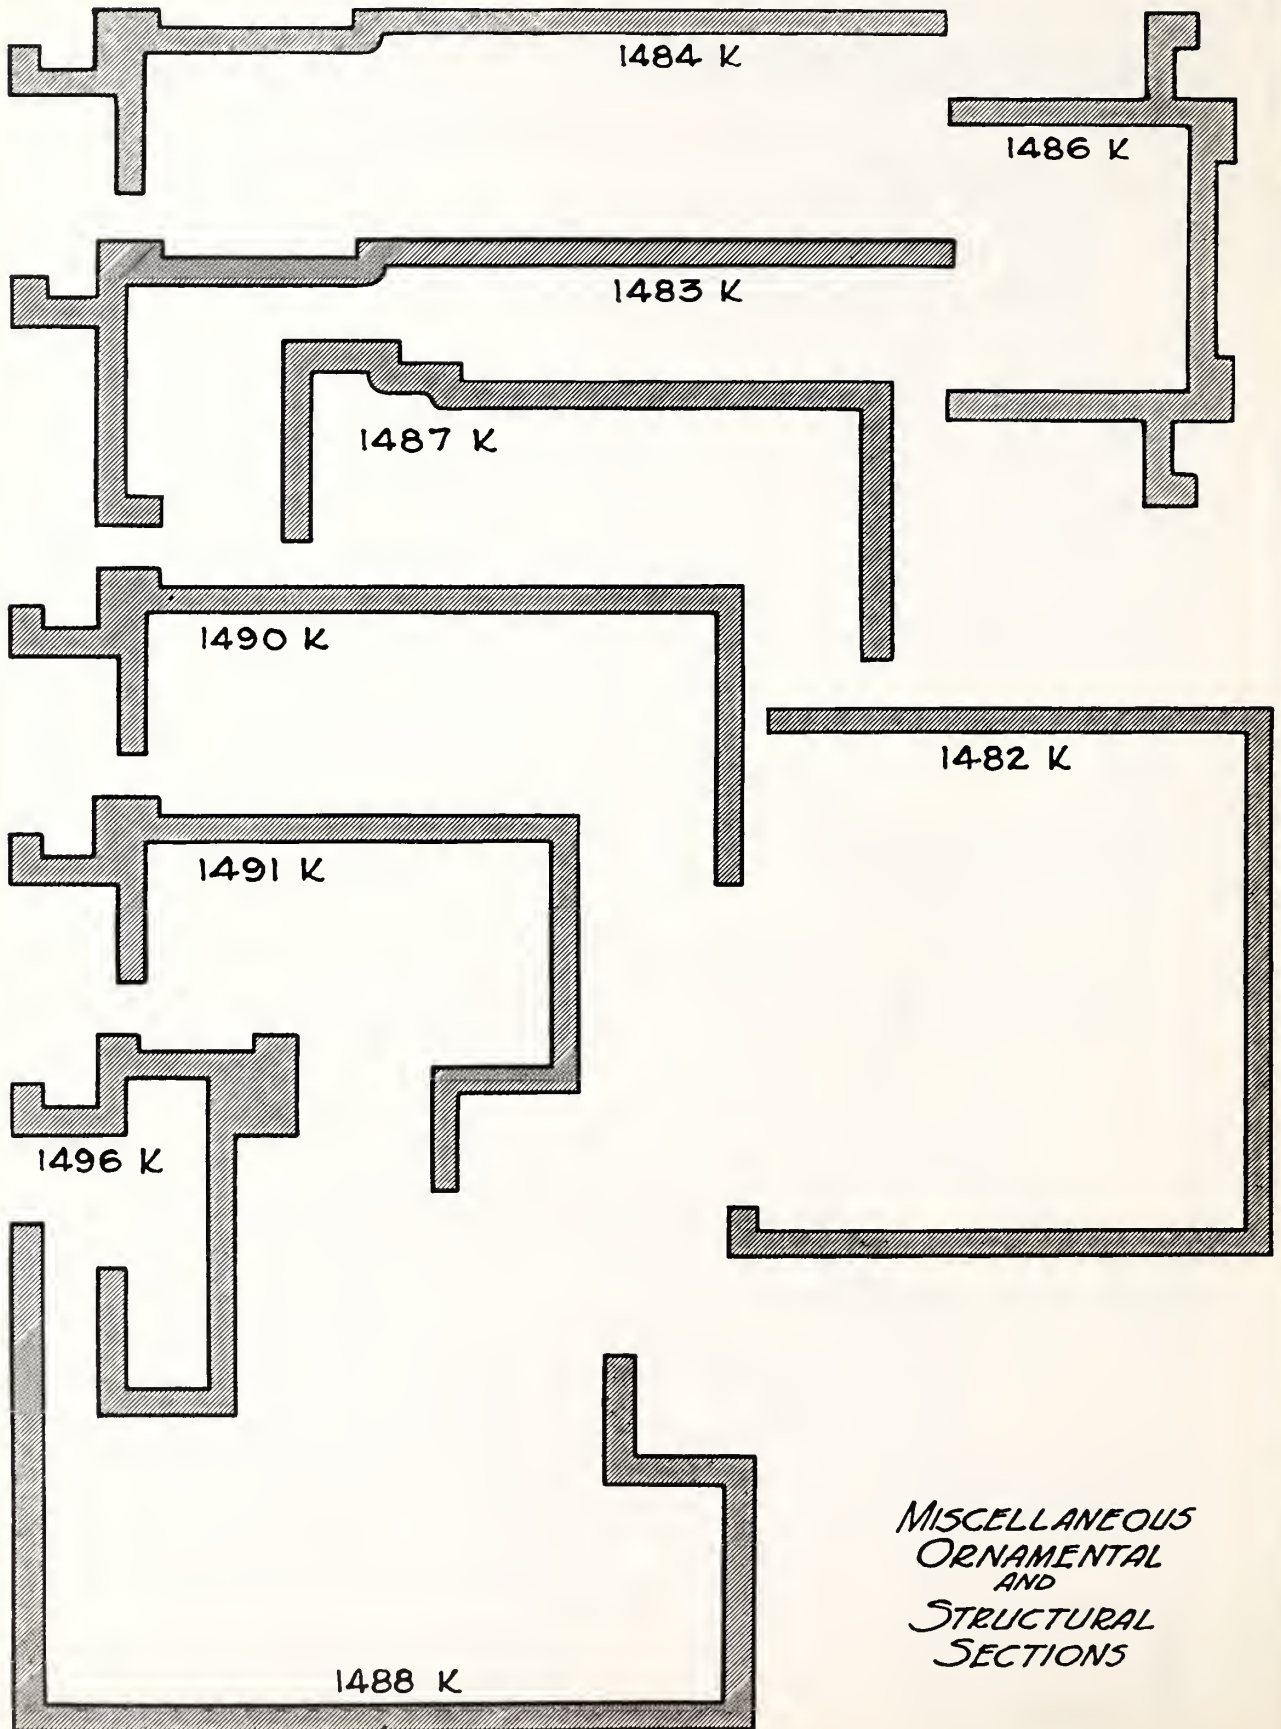 1484 K
1486 K
1483 K
1487 K
1490 K
1482 K
1491 K
1496 K
1488 K
MISCELLANEOUS
ORNAMENTAL
AND
STRUCTURAL
SECTIONS